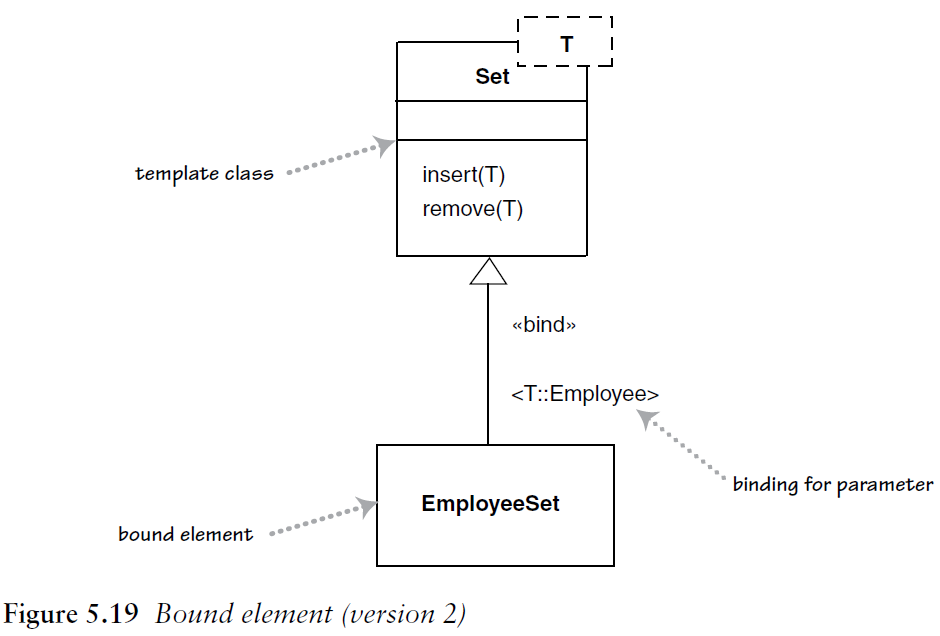 T
Set
template class
insert(T)
remove(T)
«bind»
<T::Employee>
binding for parameter
EmployeeSet
bound element
Figure 5.19 Bound element (version 2)